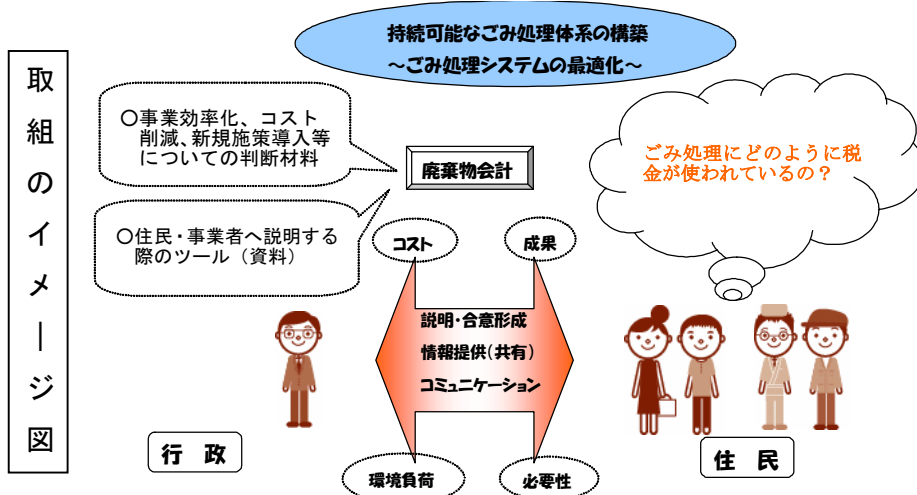 取組のイメージ図
持続可能なごみ処理体系の構築
～ごみ処理システムの最適化～
○事業効率化、コスト
削減、新規施策導入等
についての判断材料
廃棄物会計
ごみ処理にどのように税
金が使われているの？
○住民・事業者へ説明する
際のツール（資料）
コスト
成果
説明・合意形成
情報提供（共有）
コミュニケーション
行 政
住 民
環境負荷
必要性